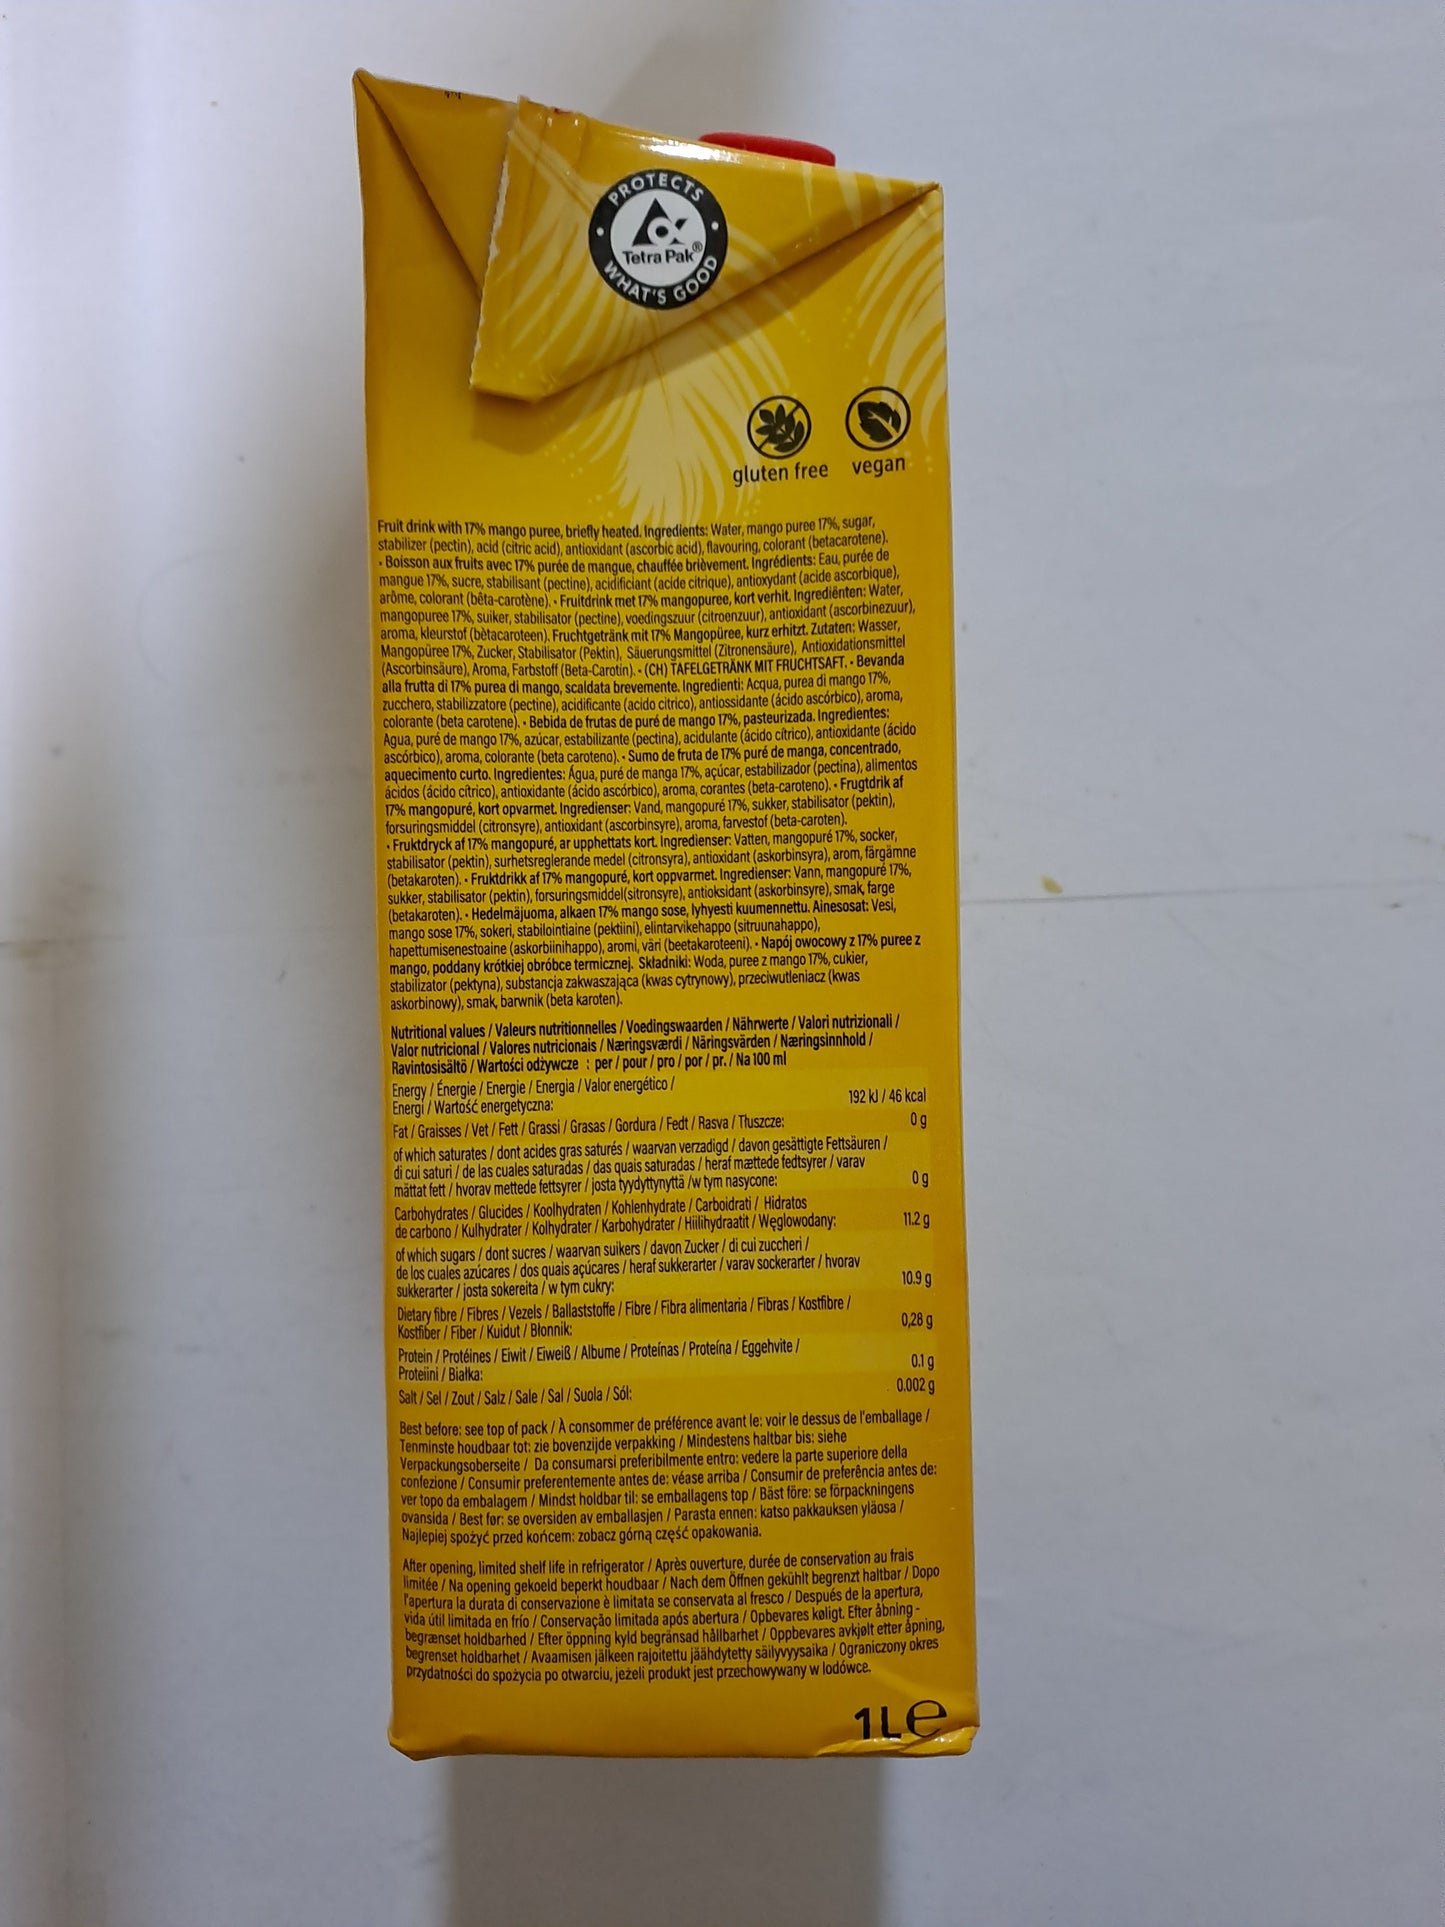 PROTECTS
Tetra Pak®
WHAT'S GOOD
gluten free vegan
Fruit drink with 17% mango puree, briefly heated. Ingredients: Water, mango puree 17%, sugar,
stabilizer (pectin), acid (citric acid), antioxidant (ascorbic acid), flavouring, colorant (betacarotene).
• Boisson aux fruits avec 17% purée de mangue, chauffée brièvement. Ingrédients: Eau, purée de
mangue 17%, sucre, stabilisant (pectine), acidificiant (acide citrique), antioxydant (acide ascorbique),
arôme, colorant (bêta-carotène). • Fruitdrink met 17% mangopuree, kort verhit. Ingrediënten: Water,
mangopuree 17%, suiker, stabilisator (pectine), voedingszuur (citroenzuur), antioxidant (ascorbinezuur),
aroma, kleurstof (bètacaroteen). Fruchtgetränk mit 17% Mangopüree, kurz erhitzt. Zutaten: Wasser,
Mangopüree 17%, Zucker, Stabilisator (Pektin), Säuerungsmittel (Zitronensäure), Antioxidationsmittel
(Ascorbinsäure), Aroma, Farbstoff (Beta-Carotin). • (CH) TAFELGETRÄNK MIT FRUCHTSAFT. • Bevanda
alla frutta di 17% purea di mango, scaldata brevemente. Ingredienti: Acqua, purea di mango 17%,
zucchero, stabilizzatore (pectine), acidificante (acido citrico), antiossidante (ácido ascórbico), aroma,
colorante (beta carotene). • Bebida de frutas de puré de mango 17%, pasteurizada. Ingredientes:
Agua, puré de mango 17%, azúcar, estabilizante (pectina), acidulante (ácido cítrico), antioxidante (ácido
ascórbico), aroma, colorante (beta caroteno). • Sumo de fruta de 17% puré de manga, concentrado,
aquecimento curto. Ingredientes: Água, puré de manga 17%, açúcar, estabilizador (pectina), alimentos
ácidos (ácido cítrico), antioxidante (ácido ascórbico), aroma, corantes (beta-caroteno). • Frugtdrik af
17% mangopuré, kort opvarmet. Ingredienser: Vand, mangopuré 17%, sukker, stabilisator (pektin),
forsuringsmiddel (citronsyre), antioxidant (ascorbinsyre), aroma, farvestof (beta-caroten).
• Fruktdryck af 17% mangopuré, ar upphettats kort. Ingredienser: Vatten, mangopuré 17%, socker,
stabilisator (pektin), surhetsreglerande medel (citronsyra), antioxidant (askorbinsyra), arom, färgämne
(betakaroten). • Fruktdrikk af 17% mangopuré, kort oppvarmet. Ingredienser: Vann, mangopuré 17%,
sukker, stabilisator (pektin), forsuringsmiddel(sitronsyre), antioksidant (askorbinsyre), smak, farge
(betakaroten). • Hedelmäjuoma, alkaen 17% mango sose, lyhyesti kuumennettu. Ainesosat: Vesi,
mango sose 17%, sokeri, stabilointiaine (pektiini), elintarvikehappo (sitruunahappo),
hapettumisenestoaine (askorbiinihappo), aromi, väri (beetakaroteeni). • Napój owocowy z 17% puree z
mango, poddany krótkiej obróbce termicznej. Składniki: Woda, puree z mango 17%, cukier,
stabilizator (pektyna), substancja zakwaszająca (kwas cytrynowy), przeciwutleniacz (kwas
askorbinowy), smak, barwnik (beta karoten).
Nutritional values / Valeurs nutritionnelles / Voedingswaarden / Nährwerte / Valori nutrizionali /
Valor nutricional / Valores nutricionais / Næringsværdi / Näringsvärden / Næringsinnhold /
Ravintosisältö / Wartości odżywcze : per / pour / pro / por / pr. / Na 100 ml
Energy / Énergie / Energie / Energia / Valor energético /
Energi / Wartość energetyczna: 192 kJ / 46 kcal
Fat / Graisses / Vet / Fett / Grassi / Grasas / Gordura / Fedt / Rasva / Tłuszcze: 0 g
of which saturates / dont acides gras saturés / waarvan verzadigd / davon gesättigte Fettsäuren /
di cui saturi / de las cuales saturadas / das quais saturadas / heraf mættede fedtsyrer / varav
mättat fett / hvorav mettede fettsyrer / josta tyydyttynyttä /w tym nasycone: 0 g
Carbohydrates / Glucides / Koolhydraten / Kohlenhydrate / Carboidrati / Hidratos
de carbono / Kulhydrater / Kolhydrater / Karbohydrater / Hiilihydraatit / Węglowodany: 11.2 g
of which sugars / dont sucres / waarvan suikers / davon Zucker / di cui zuccheri /
de los cuales azúcares / dos quais açúcares / heraf sukkerarter / varav sockerarter / hvorav
sukkerarter / josta sokereita / w tym cukry: 10.9 g
Dietary fibre / Fibres / Vezels / Ballaststoffe / Fibre / Fibra alimentaria / Fibras / Kostfibre /
Kostfiber / Fiber / Kuidut / Błonnik: 0,28 g
Protein / Protéines / Eiwit / Eiweiß / Albume / Proteínas / Proteína / Eggehvite /
Proteiini / Białka: 0.1 g
Salt / Sel / Zout / Salz / Sale / Sal / Suola / Sól: 0.002 g
Best before: see top of pack / À consommer de préférence avant le: voir le dessus de l'emballage /
Tenminste houdbaar tot: zie bovenzijde verpakking / Mindestens haltbar bis: siehe
Verpackungsoberseite / Da consumarsi preferibilmente entro: vedere la parte superiore della
confezione / Consumir preferentemente antes de: véase arriba / Consumir de preferência antes de:
ver topo da embalagem / Mindst holdbar til: se emballagens top / Bäst före: se förpackningens
ovansida / Best før: se oversiden av emballasjen / Parasta ennen: katso pakkauksen yläosa /
Najlepiej spożyć przed końcem: zobacz górną część opakowania.
After opening, limited shelf life in refrigerator / Après ouverture, durée de conservation au frais
limitée / Na opening gekoeld beperkt houdbaar / Nach dem Öffnen gekühlt begrenzt haltbar / Dopo
l'apertura la durata di conservazione è limitata se conservata al fresco / Después de la apertura,
vida útil limitada en frío / Conservação limitada após abertura / Opbevares køligt. Efter åbning -
begrænset holdbarhed / Efter öppning kyld begränsad hållbarhet / Oppbevares avkjølt etter åpning,
begrenset holdbarhet / Avaamisen jälkeen rajoitettu jäähdytetty säilyvyysaika / Ograniczony okres
przydatności do spożycia po otwarciu, jeżeli produkt jest przechowywany w lodówce.
1L e